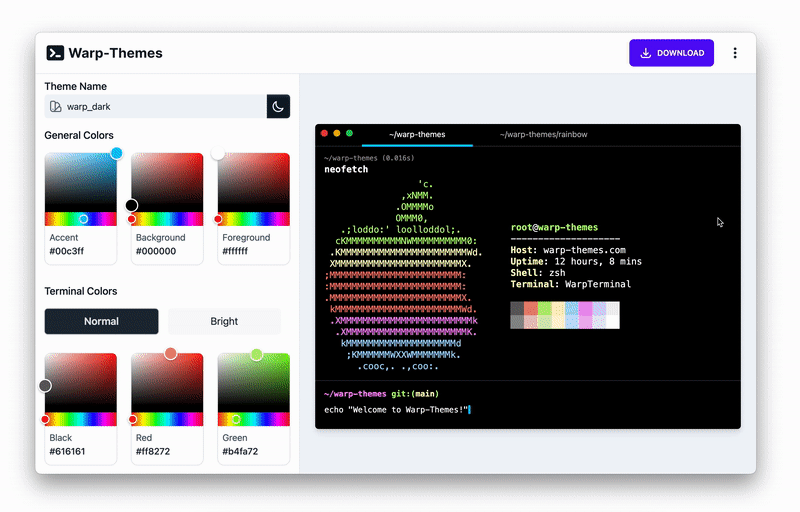 Warp-Themes
DOWNLOAD
Theme Name
warp_dark
General Colors
Accent
#00c3ff
Background
#000000
Foreground
#ffffff
Terminal Colors
Normal
Bright
Black
#616161
Red
#ff8272
Green
#b4fa72
~/warp-themes
~/warp-themes/rainbow
~/warp-themes (0.016s)
neofetch
'c.
,xNMM.
.OMMMMo
OMMM0,
.;loddo:' loolloddol;.
cKMMMMMMMMMMNWMMMMMMMMMM0:
.KMMMMMMMMMMMMMMMMMMMMMMMWd.
XMMMMMMMMMMMMMMMMMMMMMMMX.
;MMMMMMMMMMMMMMMMMMMMMMMM:
:MMMMMMMMMMMMMMMMMMMMMMMM:
.MMMMMMMMMMMMMMMMMMMMMMMMX.
kMMMMMMMMMMMMMMMMMMMMMMMMWd.
.XMMMMMMMMMMMMMMMMMMMMMMMMMMk
.XMMMMMMMMMMMMMMMMMMMMMMMMK.
kMMMMMMMMMMMMMMMMMMMMMMd
;KMMMMMMMWXXWMMMMMMMk.
.cooc,. .,coo:.
root@warp-themes
--------------------
Host: warp-themes.com
Uptime: 12 hours, 8 mins
Shell: zsh
Terminal: WarpTerminal
~/warp-themes git:(main)
echo "Welcome to Warp-Themes!"